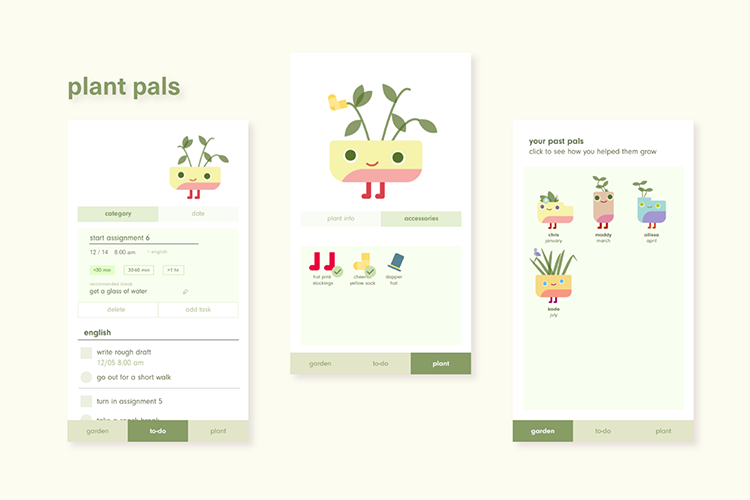 plant pals
category
date
start assignment 6
12 / 14 8:00 am ~ english
<30 min
30-60 min
>1 hr
recommended break
get a glass of water
delete
add task
english
write rough draft
12/05 8:00 am
go out for a short walk
turn in assignment 5
take a snack break
garden
to-do
plant
plant info
accessories
hot pink
stockings
cheerful
yellow sock
dapper
hat
garden
to-do
plant
your past pals
click to see how you helped them grow
chris
january
maddy
march
allissa
april
kade
july
garden
to-do
plant